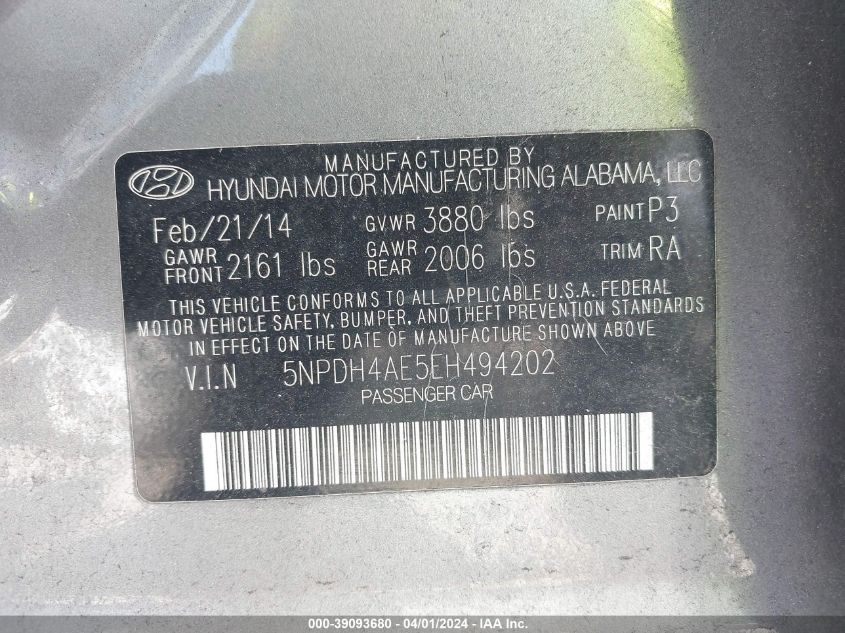 MANUFACTURED BY
HYUNDAI MOTOR MANUFACTURING ALABAMA, LLC
Feb/21/14 GVWR 3880 lbs PAINT P3
GAWR FRONT 2161 lbs GAWR REAR 2006 lbs TRIM RA
THIS VEHICLE CONFORMS TO ALL APPLICABLE U.S.A. FEDERAL
MOTOR VEHICLE SAFETY, BUMPER, AND THEFT PREVENTION STANDARDS
IN EFFECT ON THE DATE OF MANUFACTURE SHOWN ABOVE
V.I.N 5NPDH4AE5EH494202
PASSENGER CAR
000-39093680 - 04/01/2024 - IAA Inc.